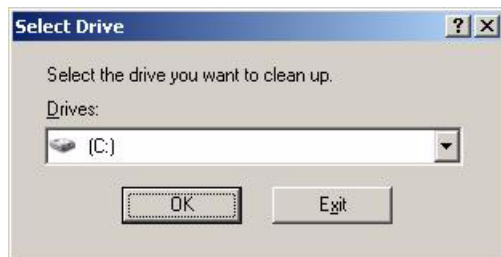 Select Drive
Select the drive you want to clean up.
Drives:
(C:)
OK Exit